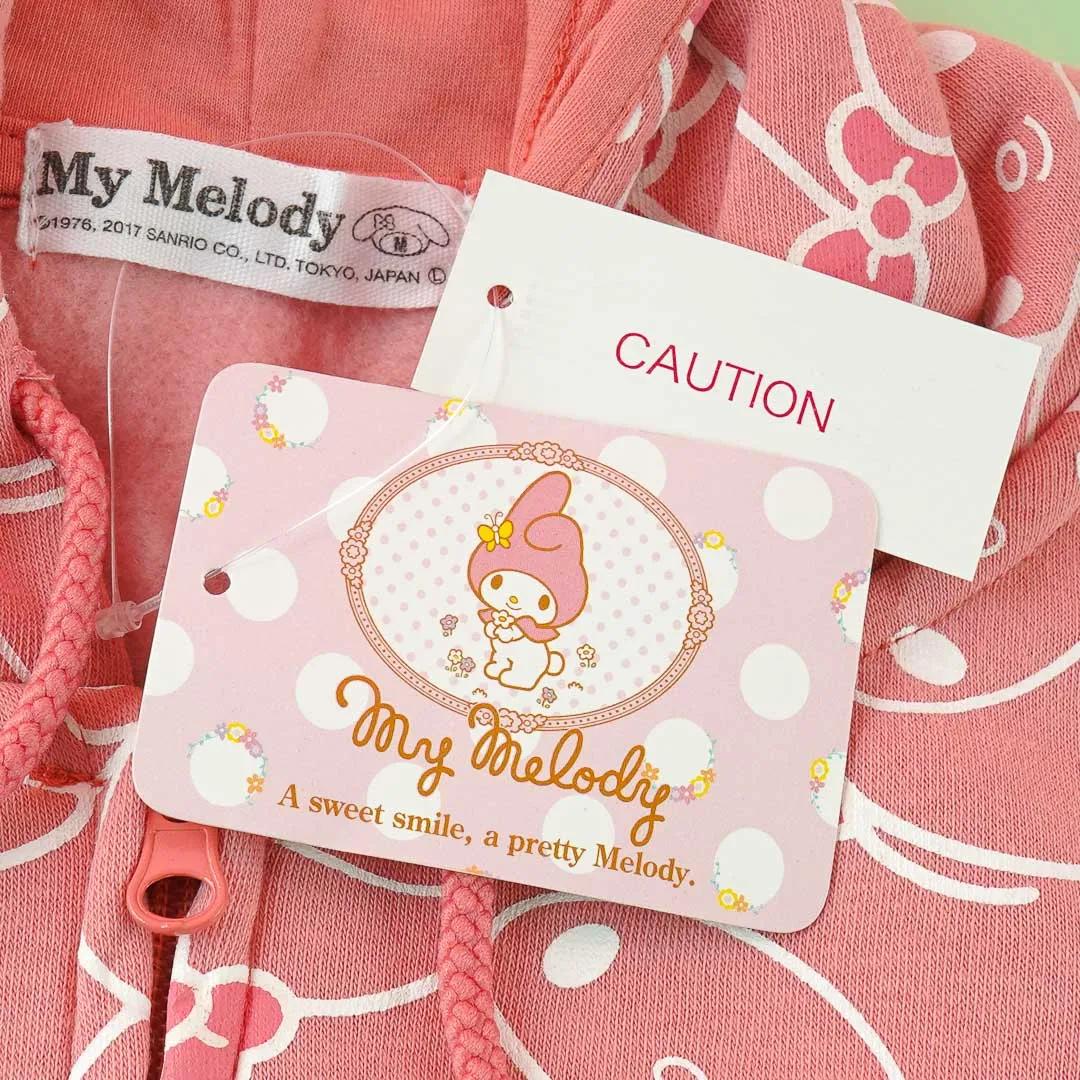 My Melody
©1976, 2017 SANRIO CO., LTD. TOKYO, JAPAN Ⓛ
M
CAUTION
My Melody
A sweet smile, a pretty Melody.